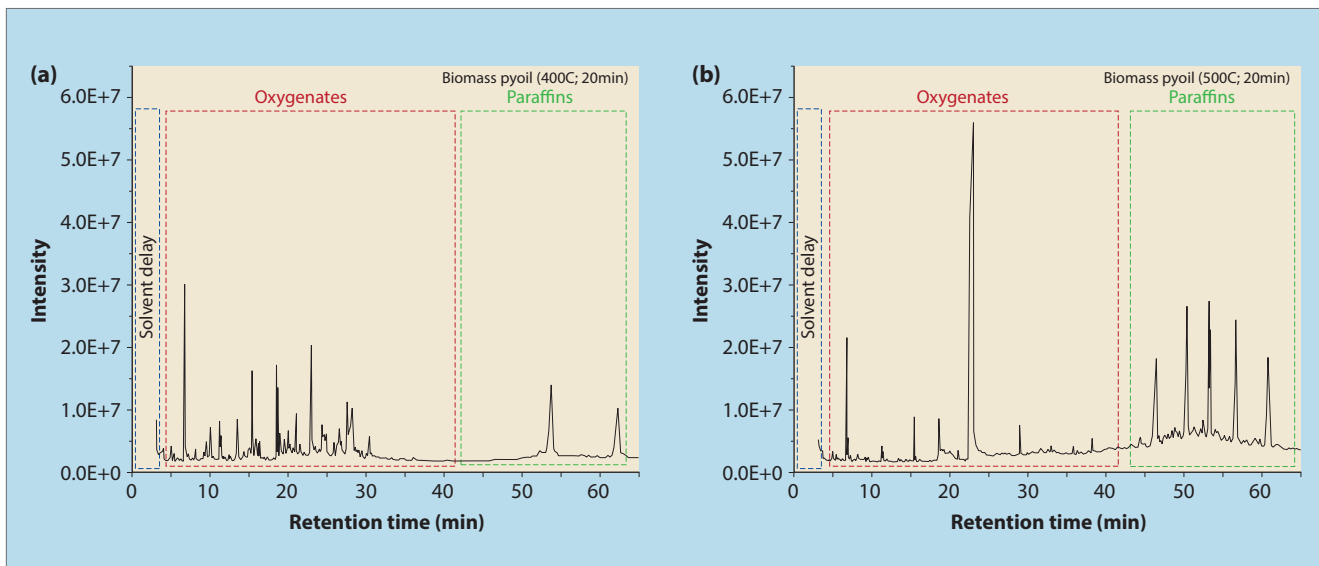 (a)
Biomass pyoil (400C; 20min)
Oxygenates
Paraffins
6.0E+7
5.0E+7
4.0E+7
3.0E+7
2.0E+7
1.0E+7
0.0E+0
Intensity
Solvent delay
0 10 20 30 40 50 60
Retention time (min)
(b)
Biomass pyoil (500C; 20min)
Oxygenates
Paraffins
6.0E+7
5.0E+7
4.0E+7
3.0E+7
2.0E+7
1.0E+7
0.0E+0
Intensity
Solvent delay
0 10 20 30 40 50 60
Retention time (min)